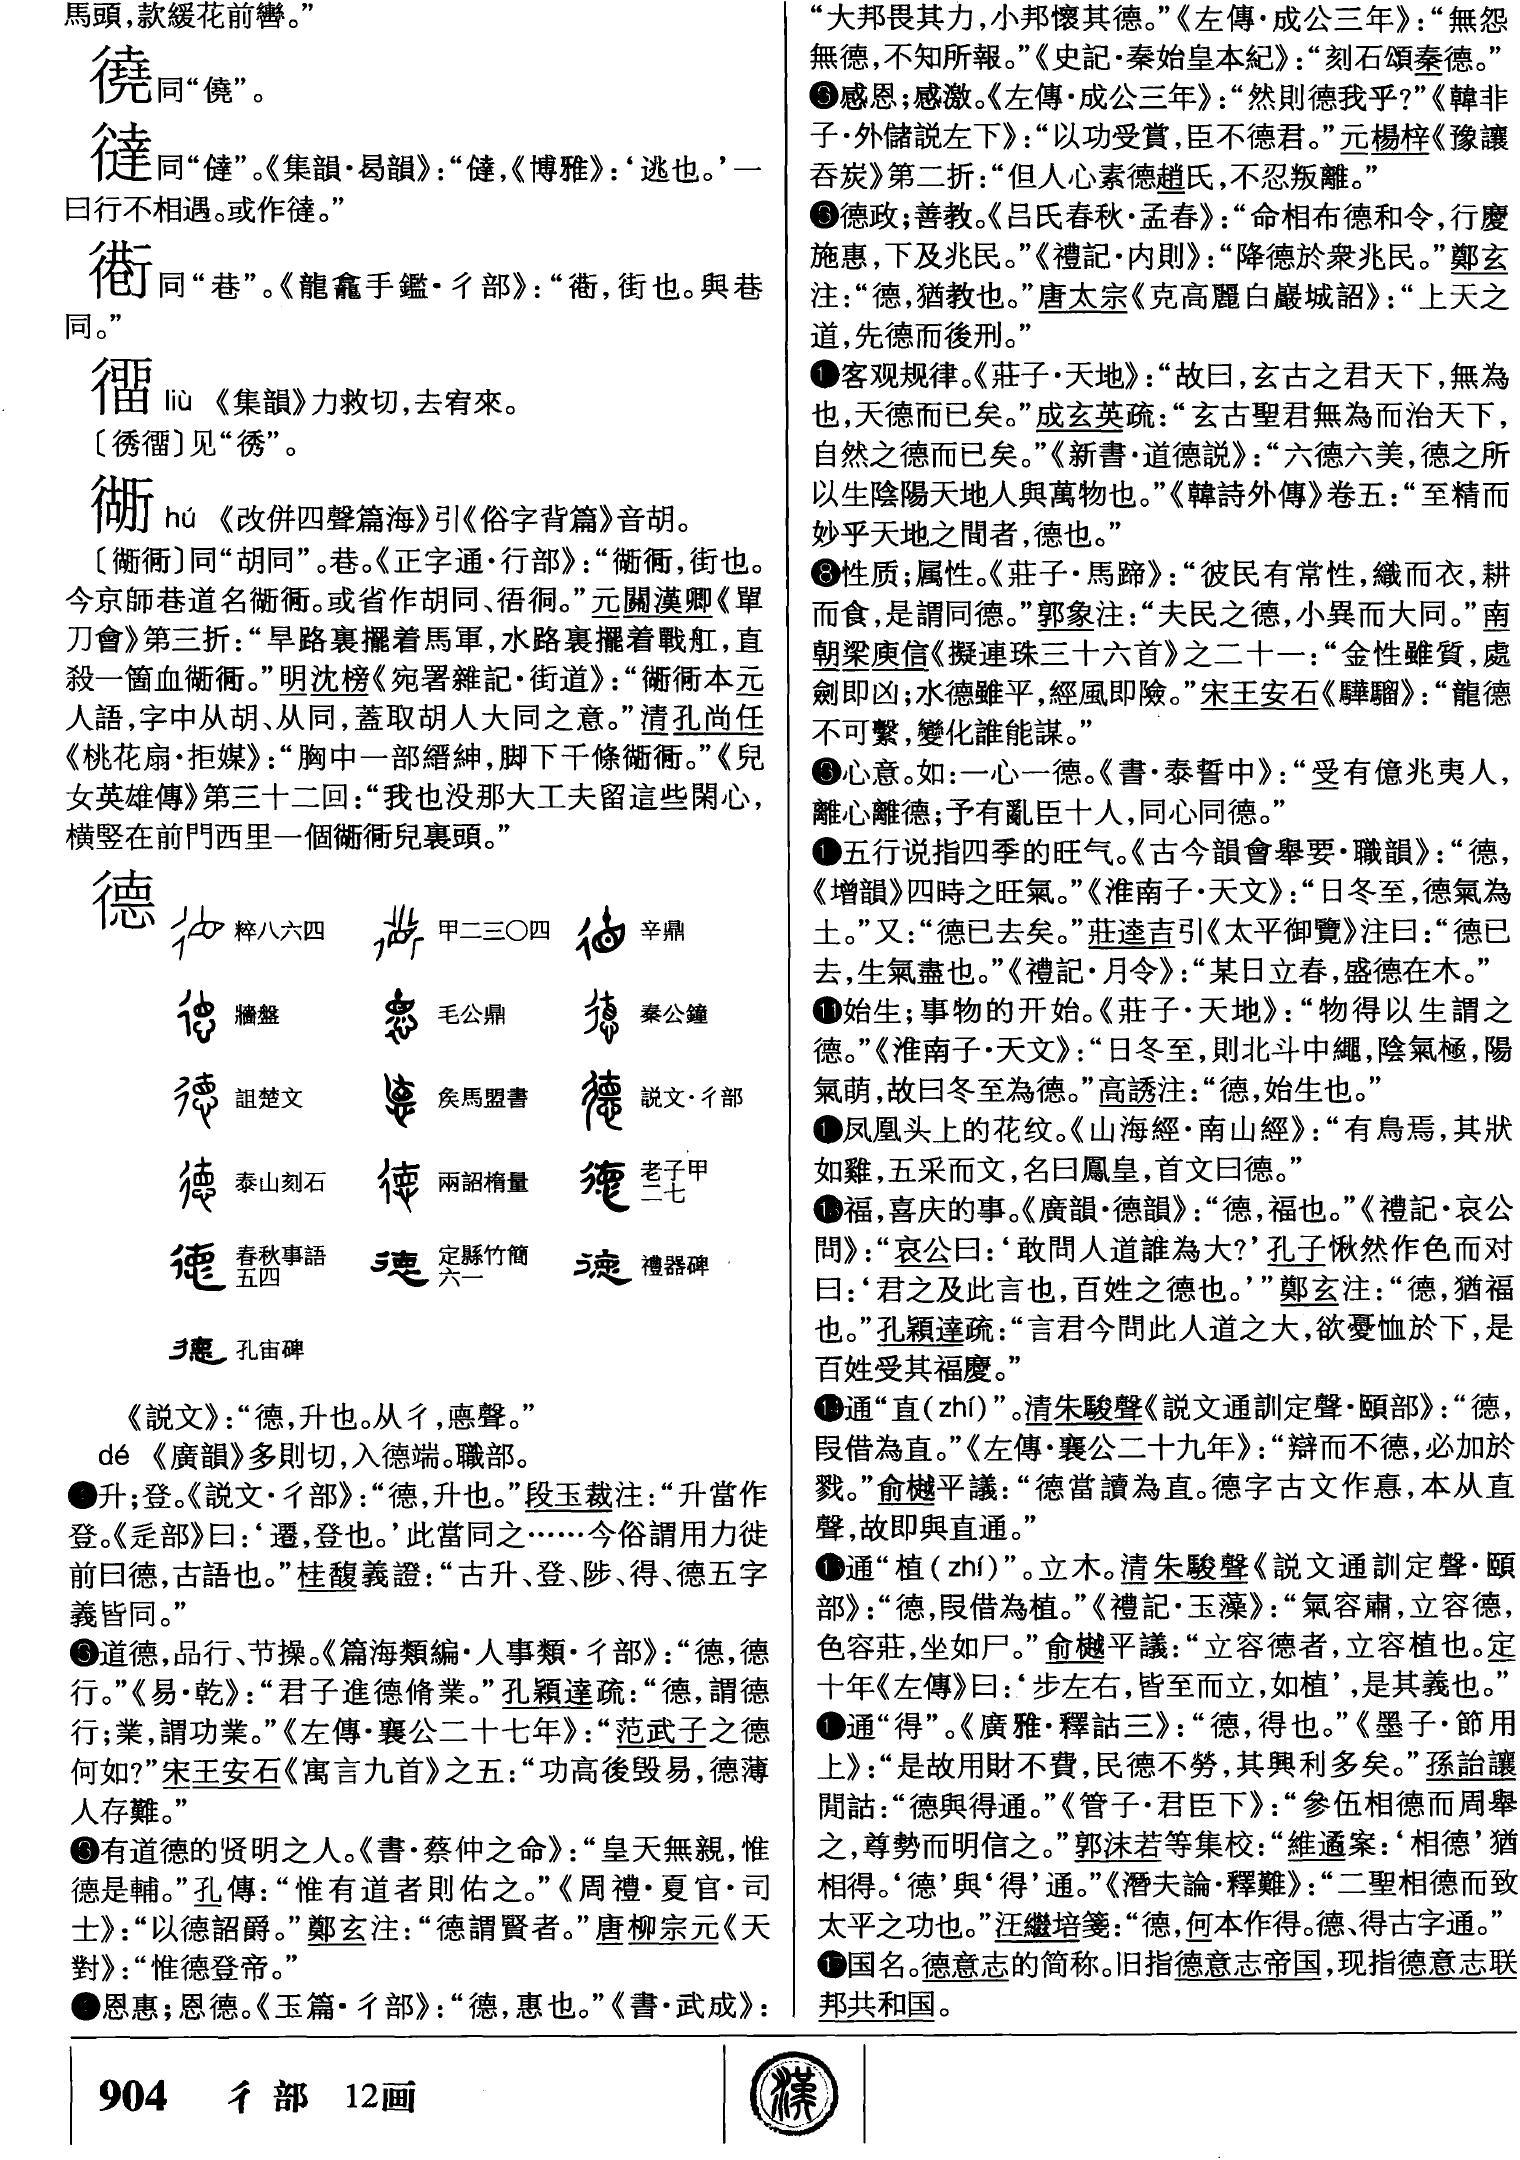 馬頭,款緩花前轡。”
徺同“僥”。
㣵同“健”。《集韻·曷韻》:“㒓,《博雅》:‘逃也。’一
曰行不相遇。或作㣵。”
衖同“巷”。《龍龕手鑑·彳部》:“衖,街也。與巷
同。”
㽌 liù 《集韻》力救切,去宥來。
〔㣦㽌〕见“㣦”。
衚 hú 《改併四聲篇海》引《俗字背篇》音胡。
〔衚衕〕同“胡同”。巷。《正字通·行部》:“衚衕,街也。
今京師巷道名衚衕。或省作胡同、㣦徊。”元關漢卿《單
刀會》第三折:“旱路裏擺着馬軍,水路裏擺着戰舡,直
殺一箇血衚衕。”明沈榜《宛署雜記·街道》:“衚衕本元
人語,字中从胡、从同,蓋取胡人大同之意。”清孔尚任
《桃花扇·拒媒》:“胸中一部縉紳,脚下千條衚衕。”《兒
女英雄傳》第三十二回:“我也没那大工夫留這些閑心,
橫竪在前門西里一個衚衕兒裏頭。”
德 粹八六四 甲二三〇四 辛鼎
牆盤 毛公鼎 秦公鐘
詛楚文 矦馬盟書 説文·彳部
泰山刻石 兩詔橢量 老子甲二七
春秋事語五四 定縣竹簡六一 禮器碑
孔宙碑
《説文》:“德,升也。从彳,悳聲。”
dé 《廣韻》多則切,入德端。職部。
❶升;登。《説文·彳部》:“德,升也。”段玉裁注:“升當作
登。《辵部》曰:‘遷,登也。’此當同之……今俗謂用力徙
前曰德,古語也。”桂馥義證:“古升、登、陟、得、德五字
義皆同。”
❷道德,品行、节操。《篇海類編·人事類·彳部》:“德,德
行。”《易·乾》:“君子進德脩業。”孔穎達疏:“德,謂德
行;業,謂功業。”《左傳·襄公二十七年》:“范武子之德
何如?”宋王安石《寓言九首》之五:“功高後毁易,德薄
人存難。”
❸有道德的贤明之人。《書·蔡仲之命》:“皇天無親,惟
德是輔。”孔傳:“惟有道者則佑之。”《周禮·夏官·司
士》:“以德詔爵。”鄭玄注:“德謂賢者。”唐柳宗元《天
對》:“惟德登帝。”
❹恩惠;恩德。《玉篇·彳部》:“德,惠也。”《書·武成》:
“大邦畏其力,小邦懷其德。”《左傳·成公三年》:“無怨
無德,不知所報。”《史記·秦始皇本紀》:“刻石頌秦德。”
❺感恩;感激。《左傳·成公三年》:“然則德我乎?”《韓非
子·外儲説左下》:“以功受賞,臣不德君。”元楊梓《豫讓
吞炭》第二折:“但人心素德趙氏,不忍叛離。”
❻德政;善教。《吕氏春秋·孟春》:“命相布德和令,行慶
施惠,下及兆民。”《禮記·内則》:“降德於衆兆民。”鄭玄
注:“德,猶教也。”唐太宗《克高麗白巖城詔》:“上天之
道,先德而後刑。”
❼客观规律。《莊子·天地》:“故曰,玄古之君天下,無為
也,天德而已矣。”成玄英疏:“玄古聖君無為而治天下,
自然之德而已矣。”《新書·道德説》:“六德六美,德之所
以生陰陽天地人與萬物也。”《韓詩外傳》卷五:“至精而
妙乎天地之間者,德也。”
❽性质;属性。《莊子·馬蹄》:“彼民有常性,織而衣,耕
而食,是謂同德。”郭象注:“夫民之德,小異而大同。”南
朝梁庾信《擬連珠三十六首》之二十一:“金性雖質,處
劍即凶;水德雖平,經風即險。”宋王安石《驊騮》:“龍德
不可繫,變化誰能謀。”
❾心意。如:一心一德。《書·泰誓中》:“受有億兆夷人,
離心離德;予有亂臣十人,同心同德。”
❿五行说指四季的旺气。《古今韻會舉要·職韻》:“德,
《增韻》四時之旺氣。”《淮南子·天文》:“日冬至,德氣為
土。”又:“德已去矣。”莊逵吉引《太平御覽》注曰:“德已
去,生氣盡也。”《禮記·月令》:“某日立春,盛德在木。”
⓫始生;事物的开始。《莊子·天地》:“物得以生謂之
德。”《淮南子·天文》:“日冬至,則北斗中繩,陰氣極,陽
氣萌,故曰冬至為德。”高誘注:“德,始生也。”
⓬凤凰头上的花纹。《山海經·南山經》:“有鳥焉,其狀
如雞,五采而文,名曰鳳皇,首文曰德。”
⓭福,喜庆的事。《廣韻·德韻》:“德,福也。”《禮記·哀公
問》:“哀公曰:‘敢問人道誰為大?’孔子愀然作色而对
曰:‘君之及此言也,百姓之德也。’”鄭玄注:“德,猶福
也。”孔穎達疏:“言君今問此人道之大,欲憂恤於下,是
百姓受其福慶。”
⓮通“直(zhí)”。清朱駿聲《説文通訓定聲·頤部》:“德,
叚借為直。”《左傳·襄公二十九年》:“辯而不德,必加於
戮。”俞樾平議:“德當讀為直。德字古文作悳,本从直
聲,故即與直通。”
⓯通“植(zhí)”。立木。清朱駿聲《説文通訓定聲·頤
部》:“德,叚借為植。”《禮記·玉藻》:“氣容肅,立容德,
色容莊,坐如尸。”俞樾平議:“立容德者,立容植也。定
十年《左傳》曰:‘步左右,皆至而立,如植’,是其義也。”
⓰通“得”。《廣雅·釋詁三》:“德,得也。”《墨子·節用
上》:“是故用財不費,民德不勞,其興利多矣。”孫詒讓
閒詁:“德與得通。”《管子·君臣下》:“參伍相德而周舉
之,尊勢而明信之。”郭沫若等集校:“維遹案:‘相德’猶
相得。‘德’與‘得’通。”《潛夫論·釋難》:“二聖相德而致
太平之功也。”汪繼培箋:“德,何本作得。德、得古字通。”
⓱国名。德意志的简称。旧指德意志帝国,现指德意志联
邦共和国。
904 彳部 12画
漢